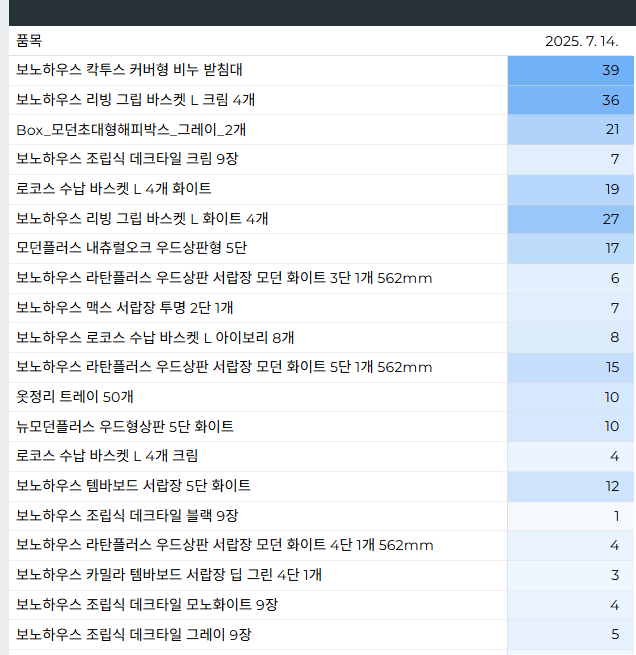 품목 2025. 7. 14.
보노하우스 칵투스 커버형 비누 받침대 39
보노하우스 리빙 그립 바스켓 L 크림 4개 36
Box_모던초대형해피박스_그레이_2개 21
보노하우스 조립식 데크타일 크림 9장 7
로코스 수납 바스켓 L 4개 화이트 19
보노하우스 리빙 그립 바스켓 L 화이트 4개 27
모던플러스 내츄럴오크 우드상판형 5단 17
보노하우스 라탄플러스 우드상판 서랍장 모던 화이트 3단 1개 562mm 6
보노하우스 맥스 서랍장 투명 2단 1개 7
보노하우스 로코스 수납 바스켓 L 아이보리 8개 8
보노하우스 라탄플러스 우드상판 서랍장 모던 화이트 5단 1개 562mm 15
옷정리 트레이 50개 10
뉴모던플러스 우드형상판 5단 화이트 10
로코스 수납 바스켓 L 4개 크림 4
보노하우스 템바보드 서랍장 5단 화이트 12
보노하우스 조립식 데크타일 블랙 9장 1
보노하우스 라탄플러스 우드상판 서랍장 모던 화이트 4단 1개 562mm 4
보노하우스 카밀라 템바보드 서랍장 딥 그린 4단 1개 3
보노하우스 조립식 데크타일 모노화이트 9장 4
보노하우스 조립식 데크타일 그레이 9장 5